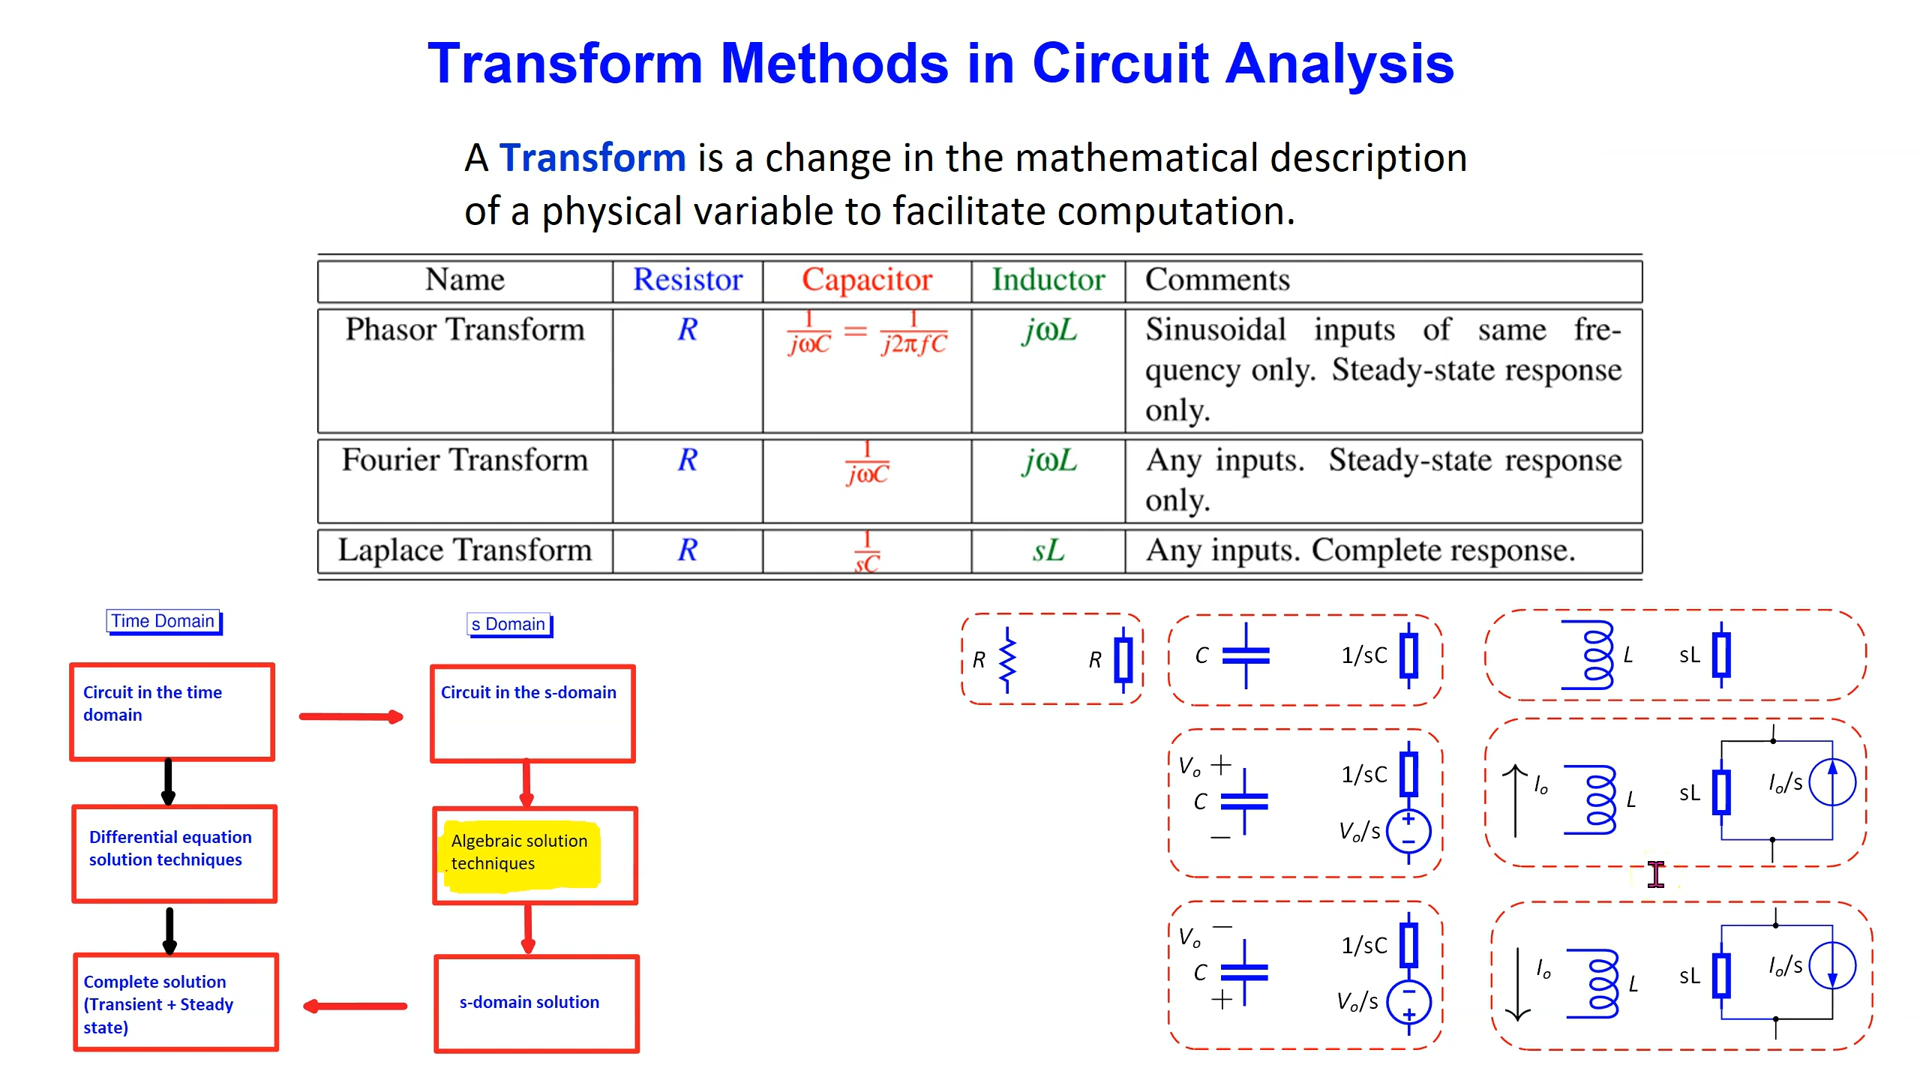 Transform Methods in Circuit Analysis
A Transform is a change in the mathematical description
of a physical variable to facilitate computation.
Name Resistor Capacitor Inductor Comments
Phasor Transform R 1/jωC = 1/j2πfC jωL Sinusoidal inputs of same fre-
quency only. Steady-state response
only.
Fourier Transform R 1/jωC jωL Any inputs. Steady-state response
only.
Laplace Transform R 1/sC sL Any inputs. Complete response.
Time Domain
s Domain
Circuit in the time
domain
Circuit in the s-domain
Differential equation
solution techniques
Algebraic solution
techniques
Complete solution
(Transient + Steady
state)
s-domain solution
R R
C 1/sC
L sL
Vo +
C
−
1/sC
Vo/s
+
−
Io L sL Io/s
Vo −
C
+
1/sC
Vo/s
−
+
Io L sL Io/s